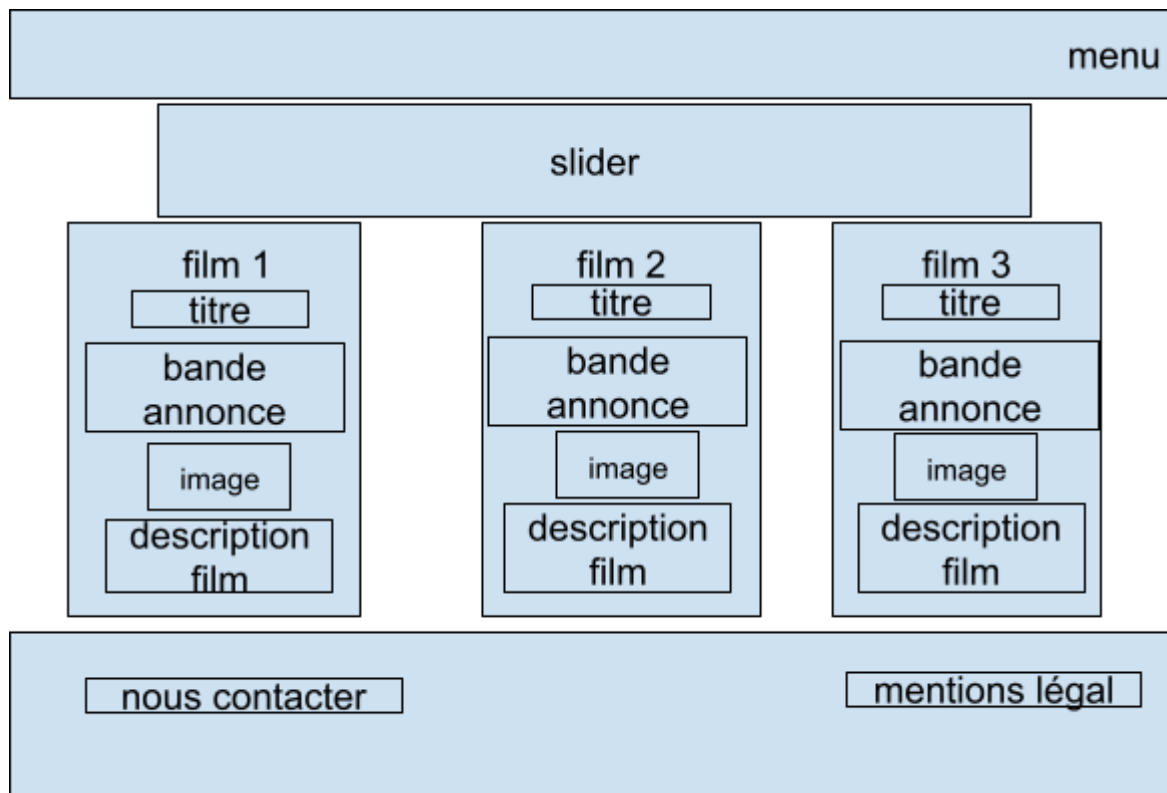 menu
slider
film 1
titre
bande
annonce
image
description
film
film 2
titre
bande
annonce
image
description
film
film 3
titre
bande
annonce
image
description
film
nous contacter
mentions légal